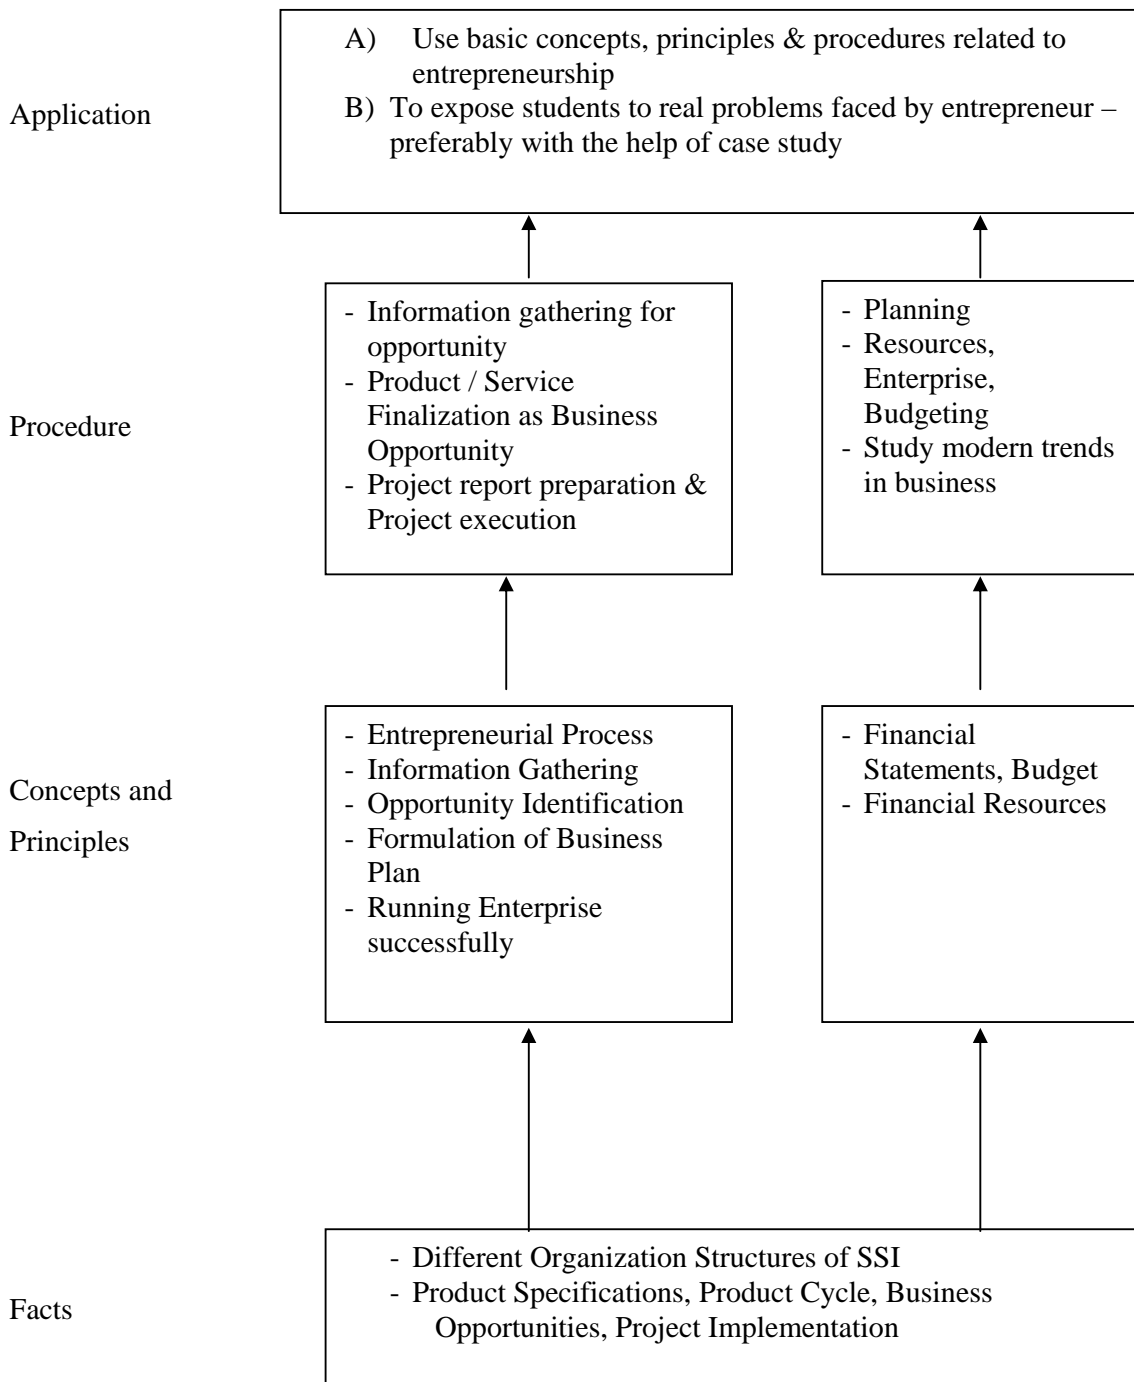 A) Use basic concepts, principles & procedures related to
entrepreneurship
B) To expose students to real problems faced by entrepreneur –
preferably with the help of case study
Application
- Information gathering for
opportunity
- Product / Service
Finalization as Business
Opportunity
- Project report preparation &
Project execution
- Planning
- Resources,
Enterprise,
Budgeting
- Study modern trends
in business
Procedure
- Entrepreneurial Process
- Information Gathering
- Opportunity Identification
- Formulation of Business
Plan
- Running Enterprise
successfully
- Financial
Statements, Budget
- Financial Resources
Concepts and
Principles
- Different Organization Structures of SSI
- Product Specifications, Product Cycle, Business
Opportunities, Project Implementation
Facts